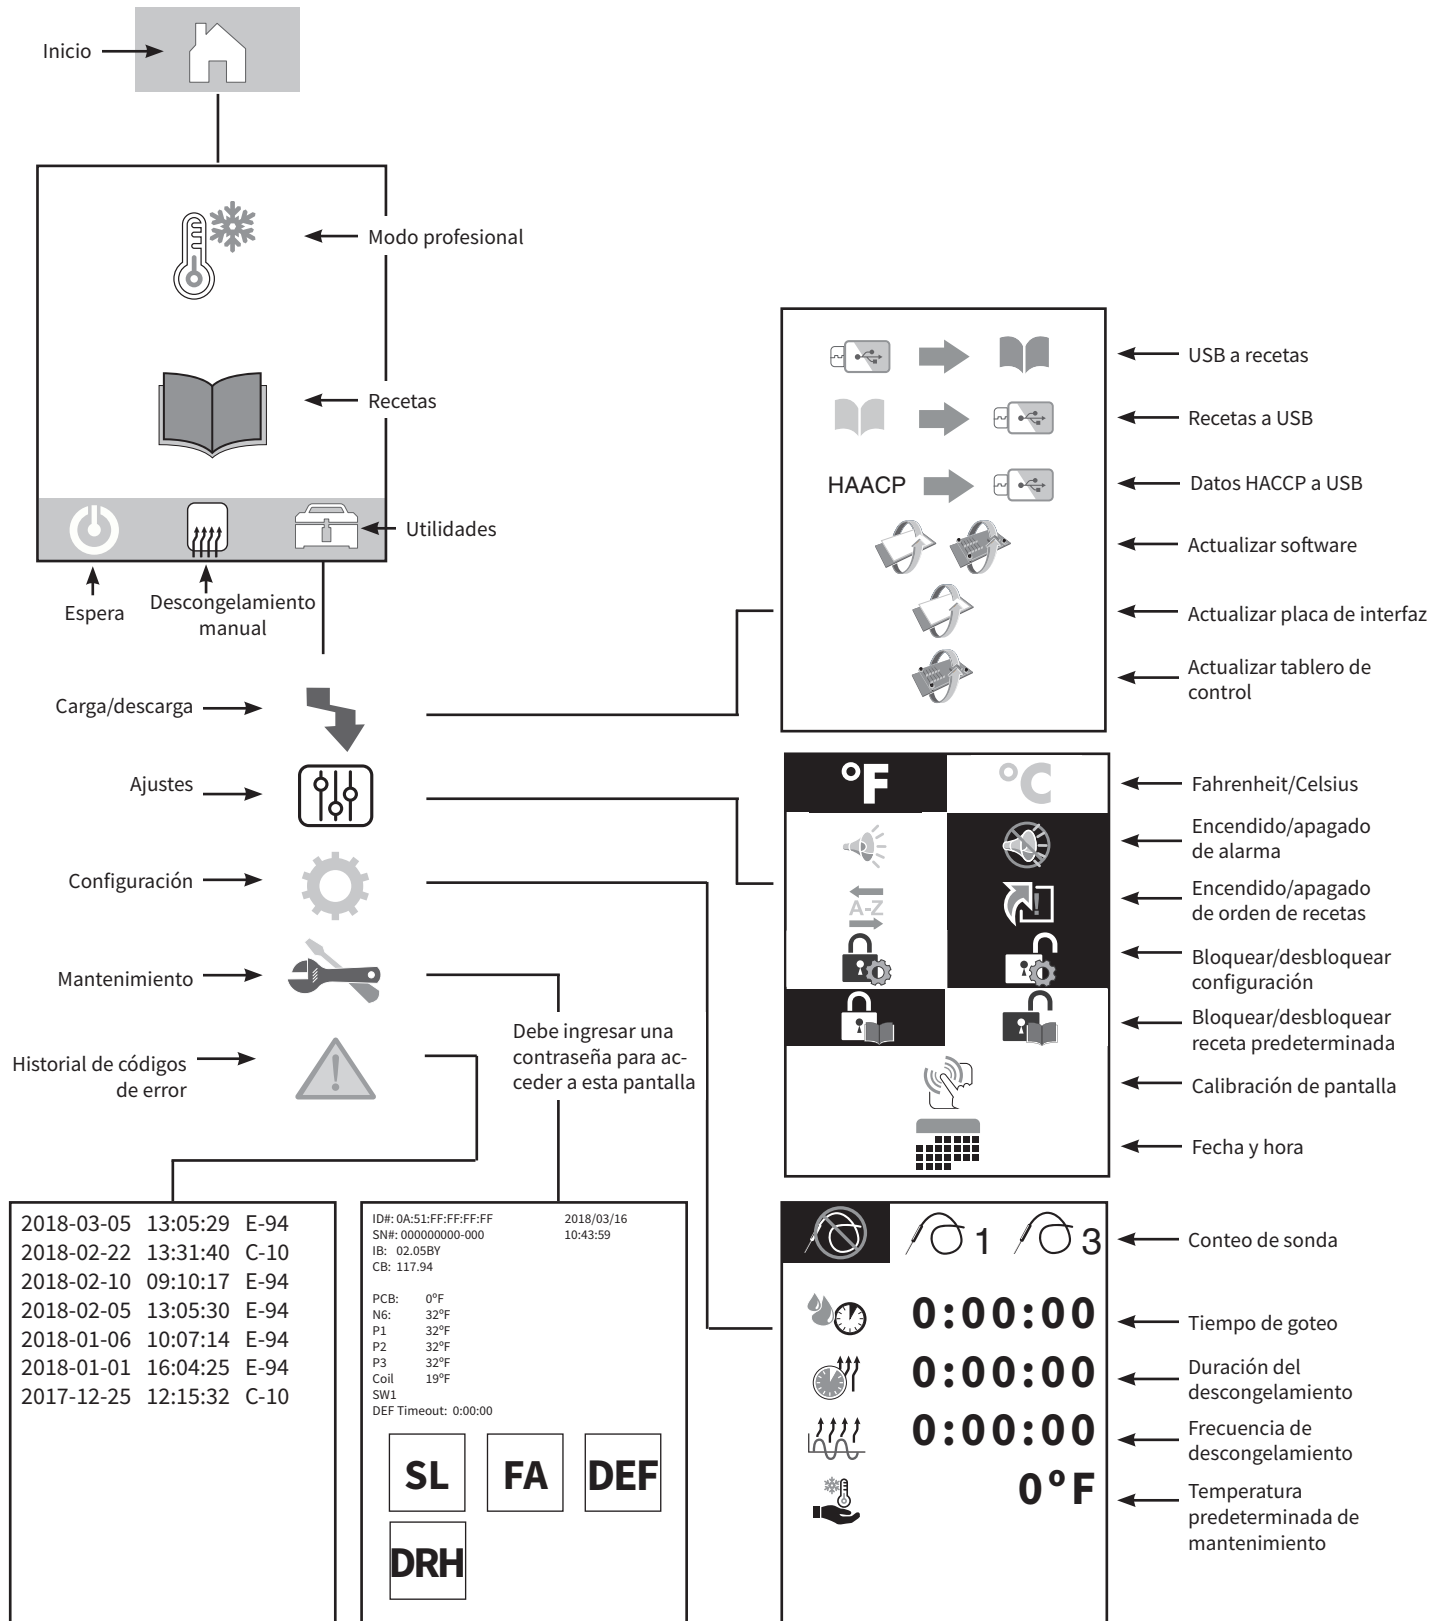 Inicio
Modo profesional
Recetas
Utilidades
Espera
Descongelamiento
manual
Carga/descarga
Ajustes
Configuración
Mantenimiento
Historial de códigos
de error
Debe ingresar una
contraseña para ac-
ceder a esta pantalla
USB a recetas
Recetas a USB
HAACP
Datos HACCP a USB
Actualizar software
Actualizar placa de interfaz
Actualizar tablero de
control
°F
°C
Fahrenheit/Celsius
Encendido/apagado
de alarma
A-Z
!
Encendido/apagado
de orden de recetas
Bloquear/desbloquear
configuración
Bloquear/desbloquear
receta predeterminada
Calibración de pantalla
Fecha y hora
2018-03-05 13:05:29 E-94
2018-02-22 13:31:40 C-10
2018-02-10 09:10:17 E-94
2018-02-05 13:05:30 E-94
2018-01-06 10:07:14 E-94
2018-01-01 16:04:25 E-94
2017-12-25 12:15:32 C-10
ID#: 0A:51:FF:FF:FF:FF 2018/03/16
SN#: 000000000-000 10:43:59
IB: 02.05BY
CB: 117.94
PCB: 0°F
N6: 32°F
P1 32°F
P2 32°F
P3 32°F
Coil 19°F
SW1
DEF Timeout: 0:00:00
SL FA DEF
DRH
1 3
Conteo de sonda
0:00:00
Tiempo de goteo
0:00:00
Duración del
descongelamiento
0:00:00
Frecuencia de
descongelamiento
0°F
Temperatura
predeterminada de
mantenimiento